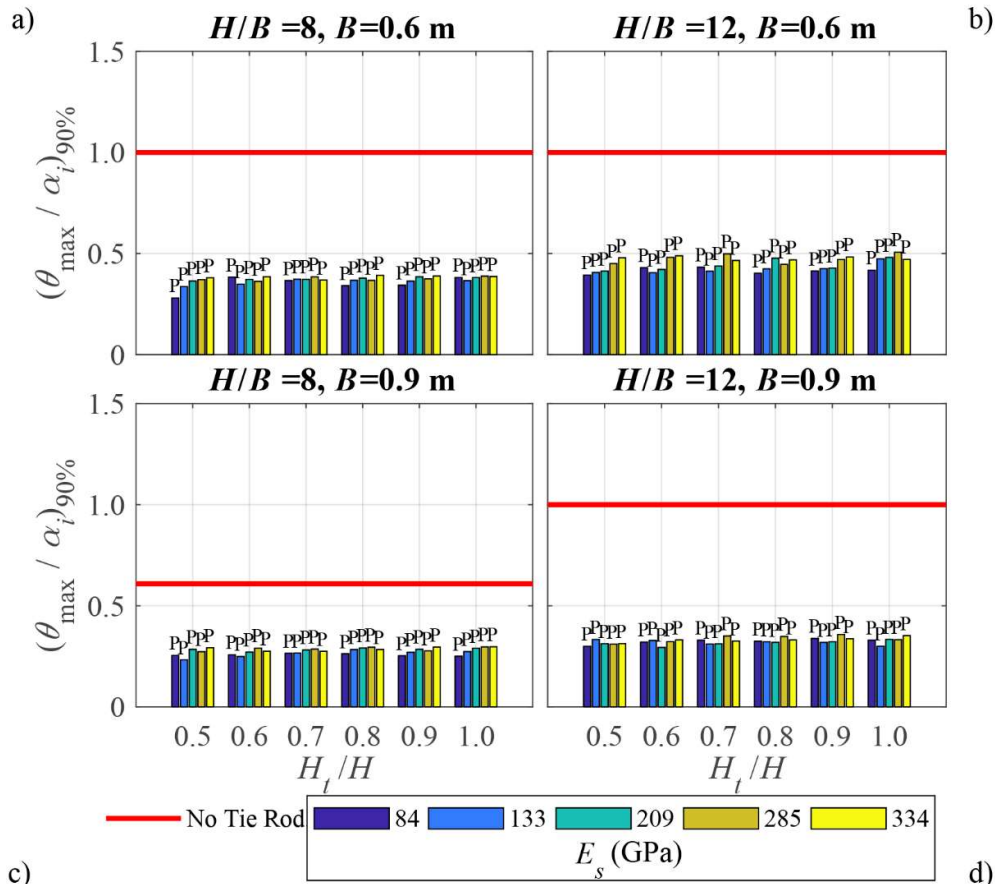 a)
H/B =8, B=0.6 m
H/B =12, B=0.6 m
b)
(θmax / αi)90%
1.5
1.0
0.5
0
P P P P P P P P P P P P P P P P P P P P P P P P P P P P P P
P P P P P P P P P P P P P P P P P P P P P P P P P P P P P P
H/B =8, B=0.9 m
H/B =12, B=0.9 m
(θmax / αi)90%
1.5
1.0
0.5
0
P P P P P P P P P P P P P P P P P P P P P P P P P P P P P P
P P P P P P P P P P P P P P P P P P P P P P P P P P P P P P
0.5 0.6 0.7 0.8 0.9 1.0
0.5 0.6 0.7 0.8 0.9 1.0
Ht/H
Ht/H
No Tie Rod
84 133 209 285 334
Es (GPa)
c)
d)